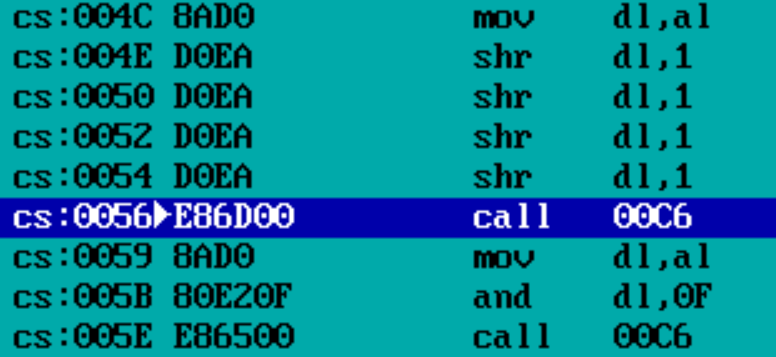 cs:004C 8AD0 mov dl,al
cs:004E D0EA shr dl,1
cs:0050 D0EA shr dl,1
cs:0052 D0EA shr dl,1
cs:0054 D0EA shr dl,1
cs:0056►E86D00 call 00C6
cs:0059 8AD0 mov dl,al
cs:005B 80E20F and dl,0F
cs:005E E86500 call 00C6